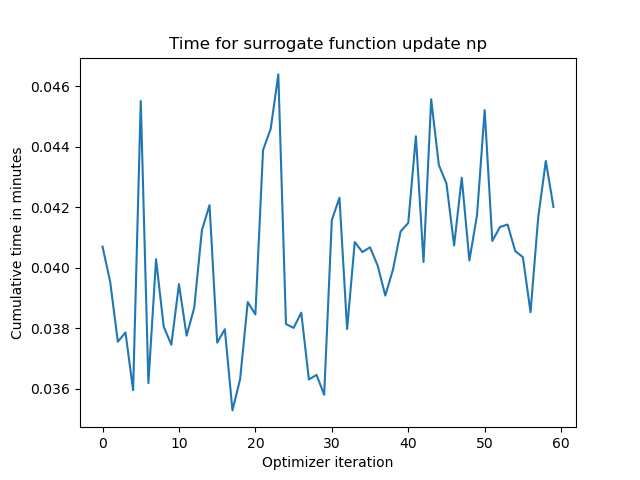 Time for surrogate function update np
Cumulative time in minutes
0.046
0.044
0.042
0.040
0.038
0.036
0 10 20 30 40 50 60
Optimizer iteration